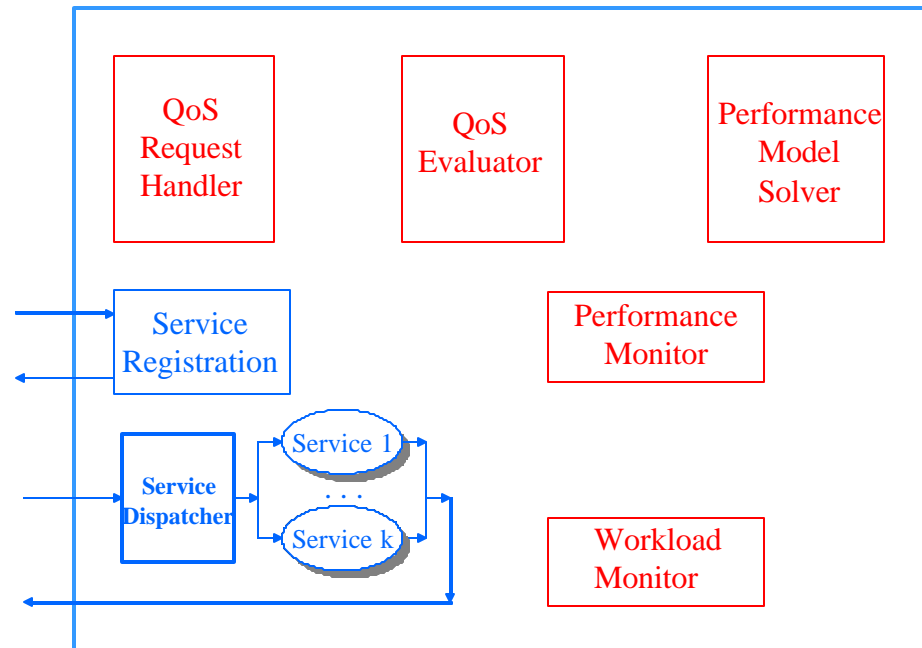 QoS
Request
Handler
QoS
Evaluator
Performance
Model
Solver
Service
Registration
Performance
Monitor
Service
Dispatcher
Service 1
. . .
Service k
Workload
Monitor